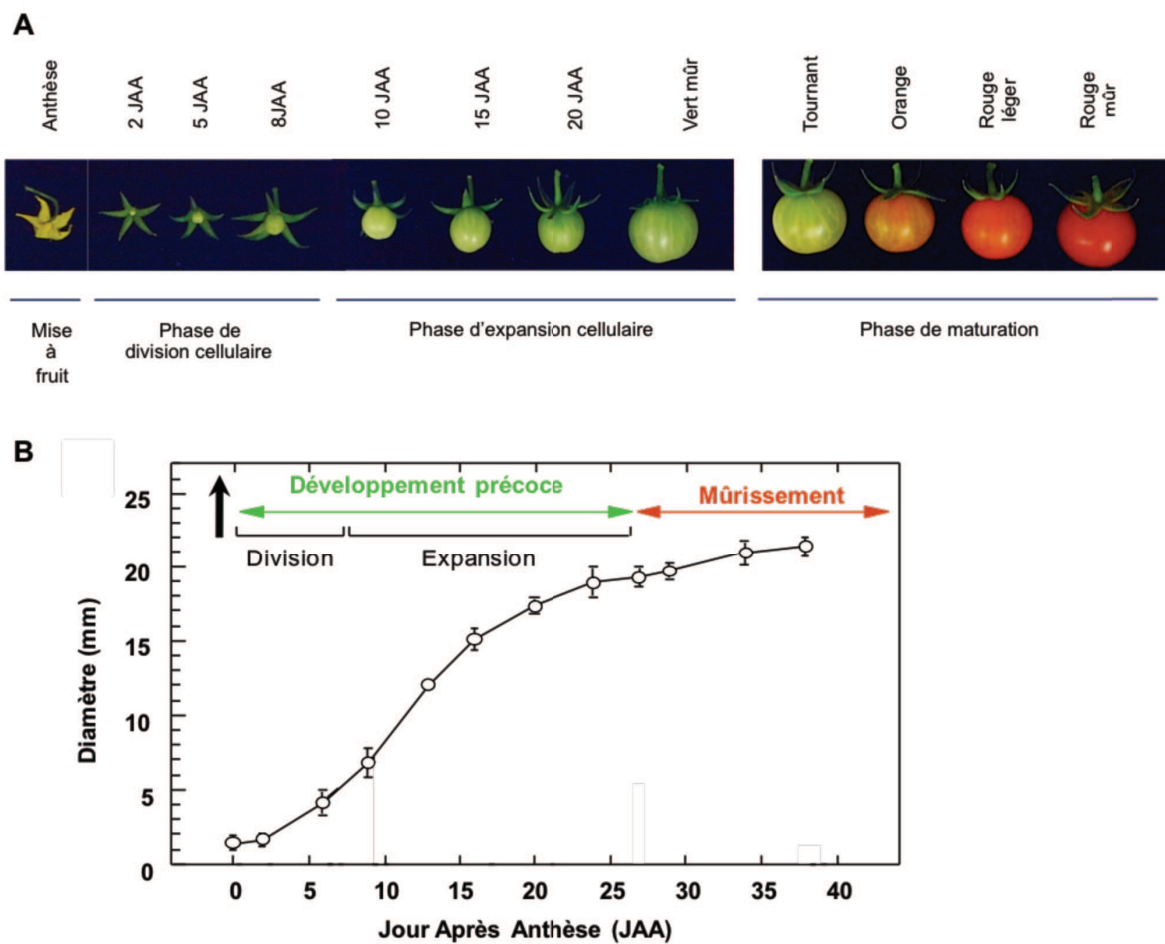 A
Anthèse
2 JAA
5 JAA
8JAA
10 JAA
15 JAA
20 JAA
Vert mûr
Tournant
Orange
Rouge
léger
Rouge
mûr
Mise
à
fruit
Phase de
division cellulaire
Phase d'expansion cellulaire
Phase de maturation
B
Développement précoce
Mûrissement
Division
Expansion
25
20
15
10
5
0
Diamètre (mm)
0 5 10 15 20 25 30 35 40
Jour Après Anthèse (JAA)